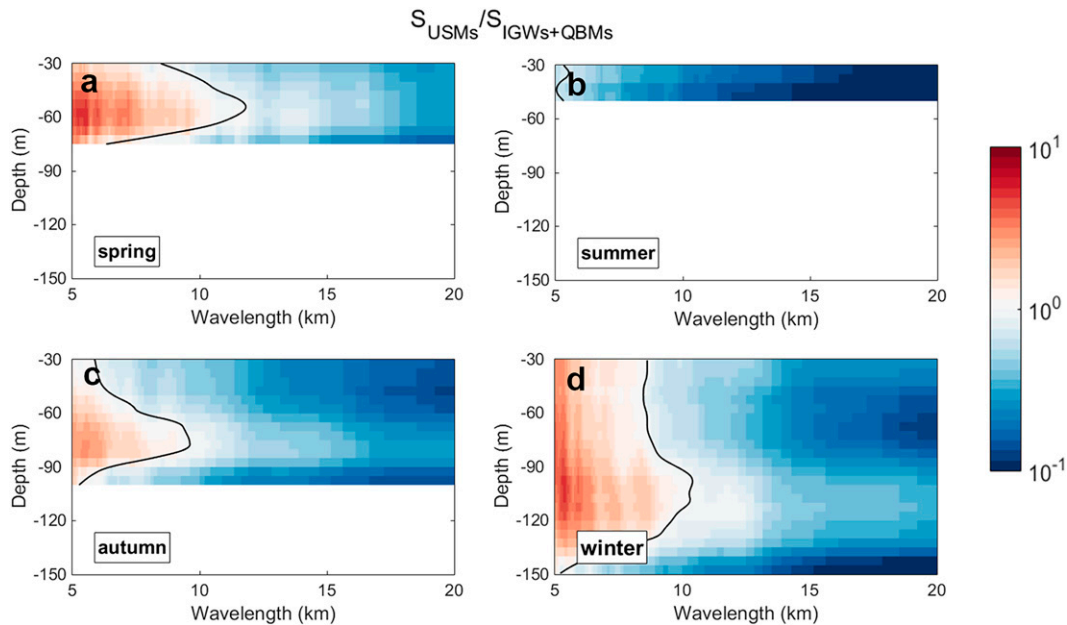 S_USMs/S_IGWs+QBMs
a
-30
-60
-90
-120
-150
Depth (m)
spring
5 10 15 20
Wavelength (km)
b
-30
-60
-90
-120
-150
Depth (m)
summer
5 10 15 20
Wavelength (km)
c
-30
-60
-90
-120
-150
Depth (m)
autumn
5 10 15 20
Wavelength (km)
d
-30
-60
-90
-120
-150
Depth (m)
winter
5 10 15 20
Wavelength (km)
10^1
10^0
10^-1